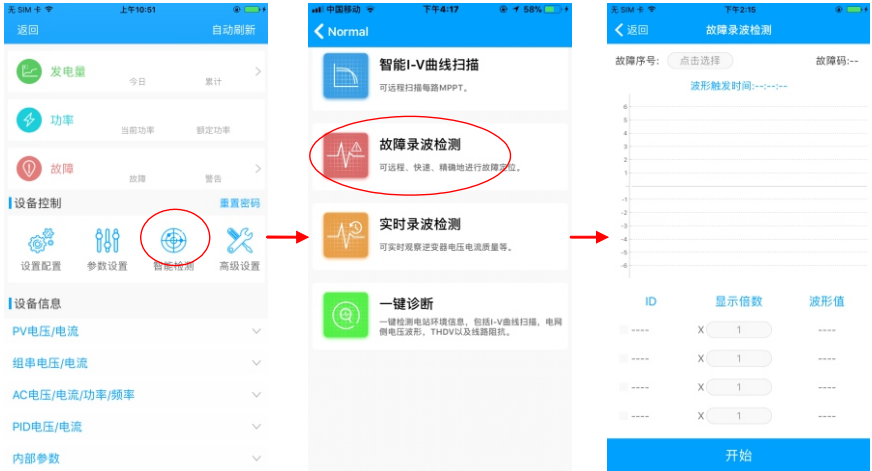 无 SIM 卡 上午10:51
返回 自动刷新
发电量
今日 累计
功率
当前功率 额定功率
故障
故障 警告
设备控制 重置密码
设置配置 参数设置 智能检测 高级设置
设备信息
PV电压/电流
组串电压/电流
AC电压/电流/功率/频率
PID电压/电流
内部参数
中国移动 下午4:17 58%
Normal
智能I-V曲线扫描
可远程扫描每路MPPT。
故障录波检测
可远程、快速、精确地进行故障定位。
实时录波检测
可实时观察逆变器电压电流质量等。
一键诊断
一键检测电站环境信息，包括I-V曲线扫描，电网
侧电压波形，THDV以及线路阻抗。
无 SIM 卡 下午2:15
返回 故障录波检测
故障序号: 点击选择 故障码:--
波形触发时间:--:--:--
6
5
4
3
2
1
-
-1
-2
-3
-4
-5
-6
ID 显示倍数 波形值
---- X 1 ----
---- X 1 ----
---- X 1 ----
---- X 1 ----
开始